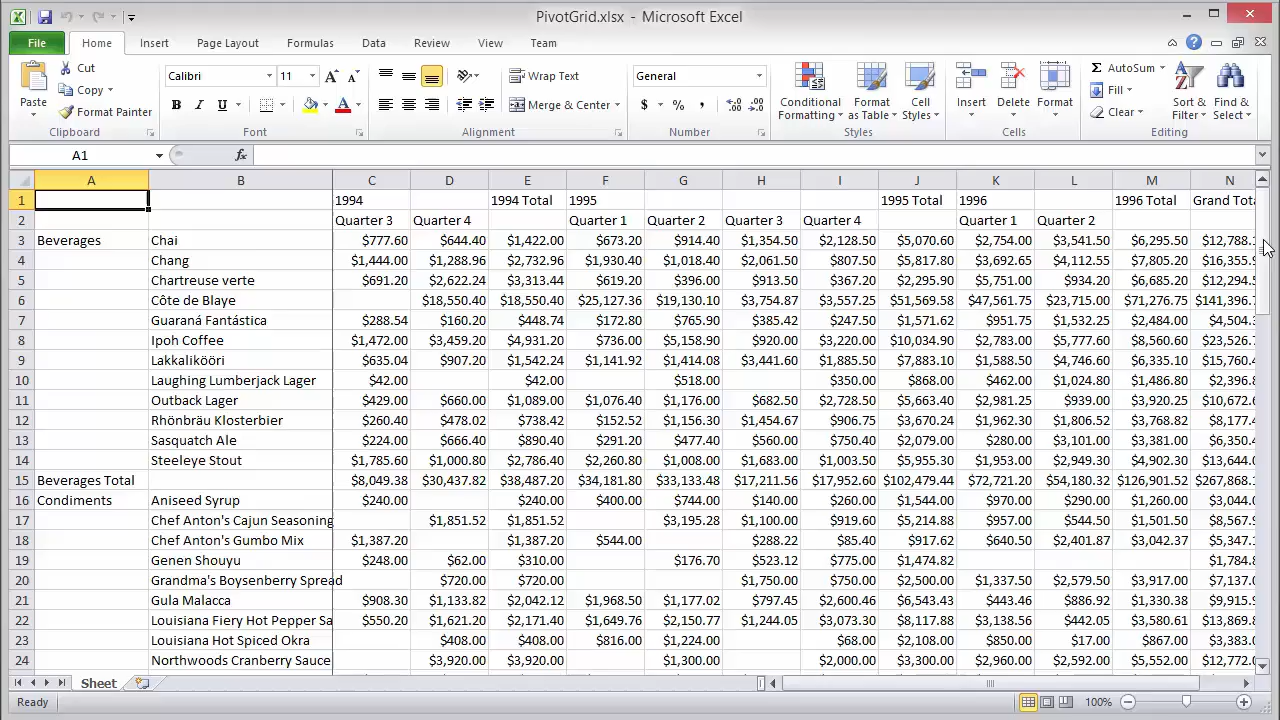 PivotGrid.xlsx - Microsoft Excel
File Home Insert Page Layout Formulas Data Review View Team
Cut
Calibri 11 Wrap Text General AutoSum
Copy
Fill
Paste Conditional Formatting Format as Table Cell Styles Insert Delete Format Sort & Filter Find & Select
Format Painter B I U A Merge & Center $ % , Clear
Clipboard Font Alignment Number Styles Cells Editing
A1 fx
A B C D E F G H I J K L M N
1 1994 1994 Total 1995 1995 Total 1996 1996 Total Grand
2 Quarter 3 Quarter 4 Quarter 1 Quarter 2 Quarter 3 Quarter 4 Quarter 1 Quarter 2
3 Beverages Chai $777.60 $644.40 $1,422.00 $673.20 $914.40 $1,354.50 $2,128.50 $5,070.60 $2,754.00 $3,541.50 $6,295.50 $12,788.
4 Chang $1,444.00 $1,288.96 $2,732.96 $1,930.40 $1,018.40 $2,061.50 $807.50 $5,817.80 $3,692.65 $4,112.55 $7,805.20 $16,355.
5 Chartreuse verte $691.20 $2,622.24 $3,313.44 $619.20 $396.00 $913.50 $367.20 $2,295.90 $5,751.00 $934.20 $6,685.20 $12,294.
6 Côte de Blaye $18,550.40 $18,550.40 $25,127.36 $19,130.10 $3,754.87 $3,557.25 $51,569.58 $47,561.75 $23,715.00 $71,276.75 $141,396.
7 Guaraná Fantástica $288.54 $160.20 $448.74 $172.80 $765.90 $385.42 $247.50 $1,571.62 $951.75 $1,532.25 $2,484.00 $4,504.
8 Ipoh Coffee $1,472.00 $3,459.20 $4,931.20 $736.00 $5,158.90 $920.00 $3,220.00 $10,034.90 $2,783.00 $5,777.60 $8,560.60 $23,526.
9 Lakkalikööri $635.04 $907.20 $1,542.24 $1,141.92 $1,414.08 $3,441.60 $1,885.50 $7,883.10 $1,588.50 $4,746.60 $6,335.10 $15,760.
10 Laughing Lumberjack Lager $42.00 $42.00 $518.00 $350.00 $868.00 $462.00 $1,024.80 $1,486.80 $2,396.
11 Outback Lager $429.00 $660.00 $1,089.00 $1,076.40 $1,176.00 $682.50 $2,728.50 $5,663.40 $2,981.25 $939.00 $3,920.25 $10,672.
12 Rhönbräu Klosterbier $260.40 $478.02 $738.42 $152.52 $1,156.30 $1,454.67 $906.75 $3,670.24 $1,962.30 $1,806.52 $3,768.82 $8,177.
13 Sasquatch Ale $224.00 $666.40 $890.40 $291.20 $477.40 $560.00 $750.40 $2,079.00 $280.00 $3,101.00 $3,381.00 $6,350.
14 Steeleye Stout $1,785.60 $1,000.80 $2,786.40 $2,260.80 $1,008.00 $1,683.00 $1,003.50 $5,955.30 $1,953.00 $2,949.30 $4,902.30 $13,644.
15 Beverages Total $8,049.38 $30,437.82 $38,487.20 $34,181.80 $33,133.48 $17,211.56 $17,952.60 $102,479.44 $72,721.20 $54,180.32 $126,901.52 $267,868.
16 Condiments Aniseed Syrup $240.00 $240.00 $400.00 $744.00 $140.00 $260.00 $1,544.00 $970.00 $290.00 $1,260.00 $3,044.
17 Chef Anton's Cajun Seasoning $1,851.52 $1,851.52 $3,195.28 $1,100.00 $919.60 $5,214.88 $957.00 $544.50 $1,501.50 $8,567.
18 Chef Anton's Gumbo Mix $1,387.20 $1,387.20 $544.00 $288.22 $85.40 $917.62 $640.50 $2,401.87 $3,042.37 $5,347.
19 Genen Shouyu $248.00 $62.00 $310.00 $176.70 $523.12 $775.00 $1,474.82 $1,784.
20 Grandma's Boysenberry Spread $720.00 $720.00 $1,750.00 $750.00 $2,500.00 $1,337.50 $2,579.50 $3,917.00 $7,137.
21 Gula Malacca $908.30 $1,133.82 $2,042.12 $1,968.50 $1,177.02 $797.45 $2,600.46 $6,543.43 $443.46 $886.92 $1,330.38 $9,915.
22 Louisiana Fiery Hot Pepper Sa $550.20 $1,621.20 $2,171.40 $1,649.76 $2,150.77 $1,244.05 $3,073.30 $8,117.88 $3,138.56 $442.05 $3,580.61 $13,869.
23 Louisiana Hot Spiced Okra $408.00 $408.00 $816.00 $1,224.00 $68.00 $2,108.00 $850.00 $17.00 $867.00 $3,383.
24 Northwoods Cranberry Sauce $3,920.00 $3,920.00 $1,300.00 $2,000.00 $3,300.00 $2,960.00 $2,592.00 $5,552.00 $12,772.
Sheet
Ready 100%